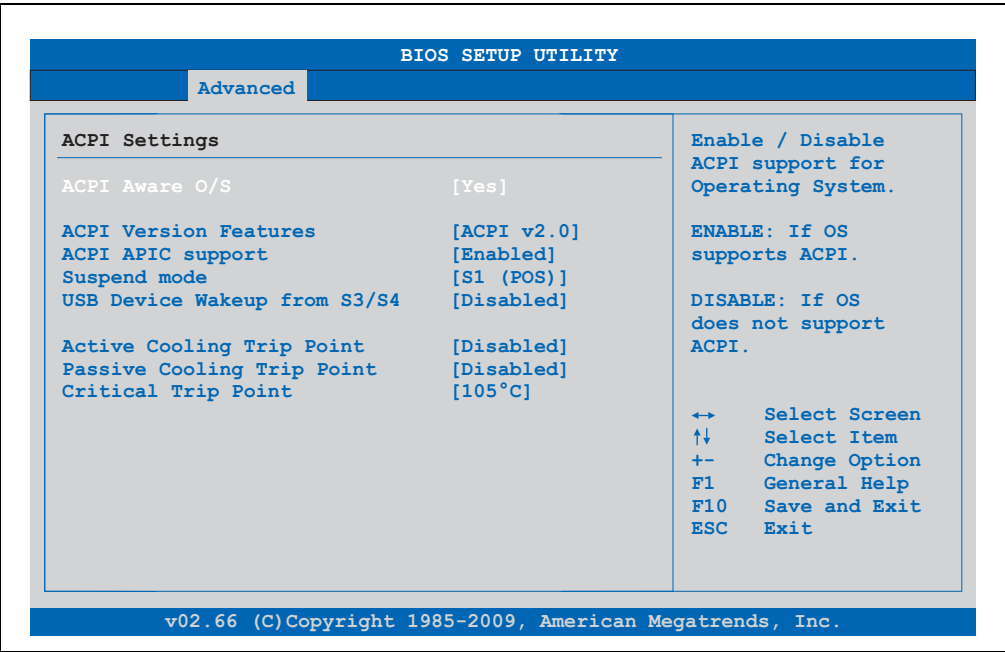 BIOS SETUP UTILITY
Advanced
ACPI Settings
ACPI Aware O/S [Yes]
ACPI Version Features [ACPI v2.0]
ACPI APIC support [Enabled]
Suspend mode [S1 (POS)]
USB Device Wakeup from S3/S4 [Disabled]
Active Cooling Trip Point [Disabled]
Passive Cooling Trip Point [Disabled]
Critical Trip Point [105°C]
Enable / Disable
ACPI support for
Operating System.
ENABLE: If OS
supports ACPI.
DISABLE: If OS
does not support
ACPI.
↔ Select Screen
↑↓ Select Item
+- Change Option
F1 General Help
F10 Save and Exit
ESC Exit
v02.66 (C)Copyright 1985-2009, American Megatrends, Inc.